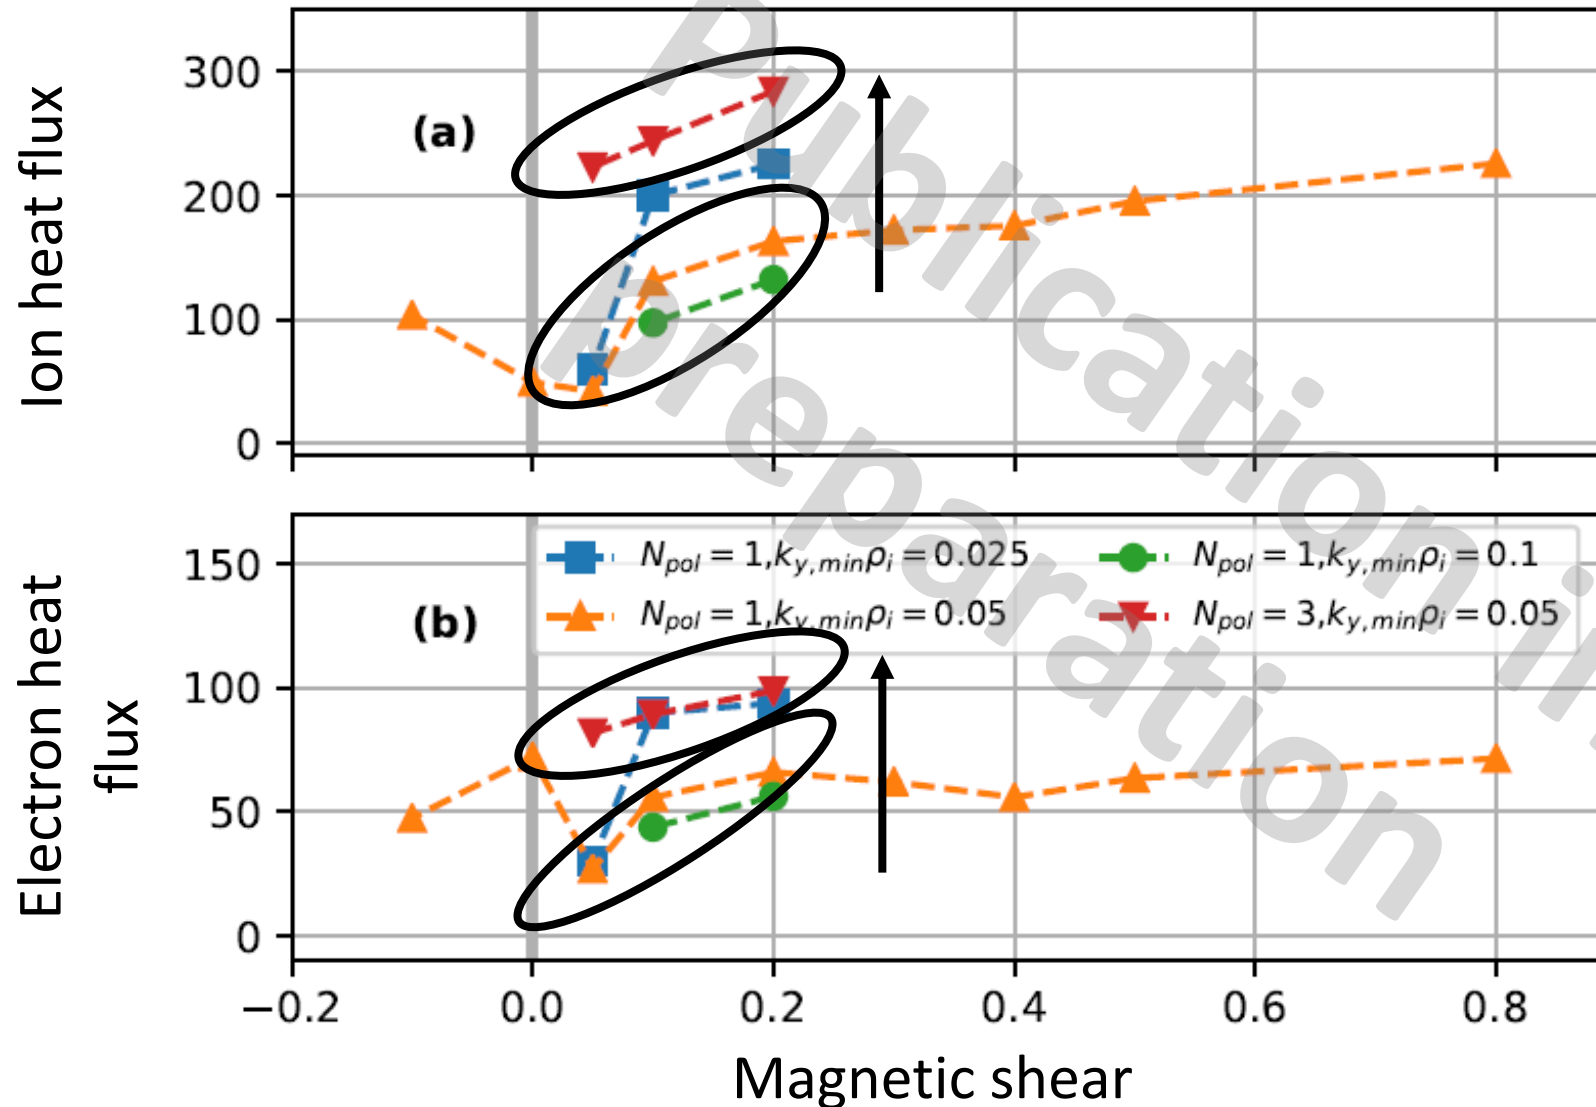 Ion heat flux
300
200
100
0
(a)
Electron heat
flux
150
100
50
0
(b)
N_pol = 1,k_y,min ρ_i = 0.025
N_pol = 1,k_y,min ρ_i = 0.05
N_pol = 1,k_y,min ρ_i = 0.1
N_pol = 3,k_y,min ρ_i = 0.05
−0.2 0.0 0.2 0.4 0.6 0.8
Magnetic shear
Publication in
preparation